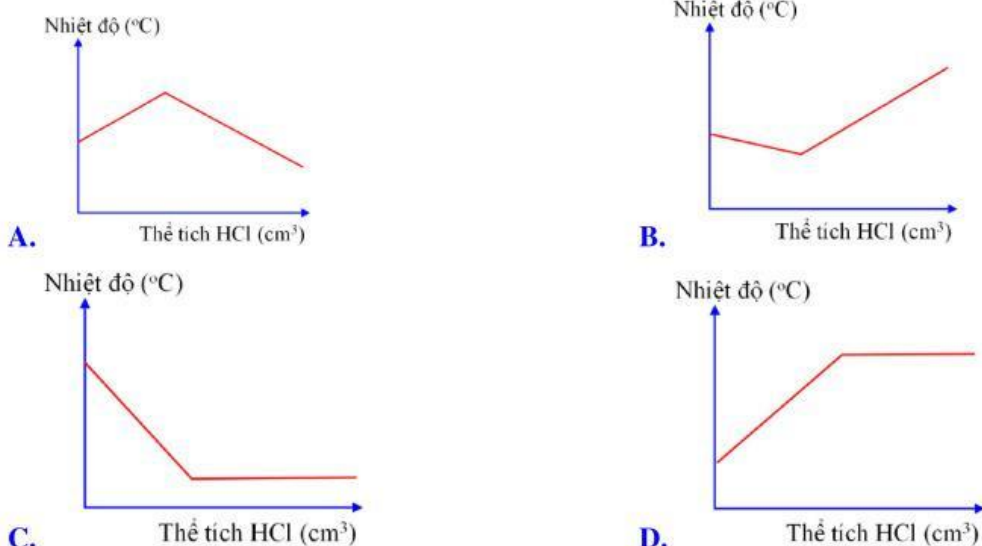 Nhiệt độ (°C)
Thể tích HCl (cm³)
A.
Nhiệt độ (°C)
Thể tích HCl (cm³)
B.
Nhiệt độ (°C)
Thể tích HCl (cm³)
C.
Nhiệt độ (°C)
Thể tích HCl (cm³)
D.